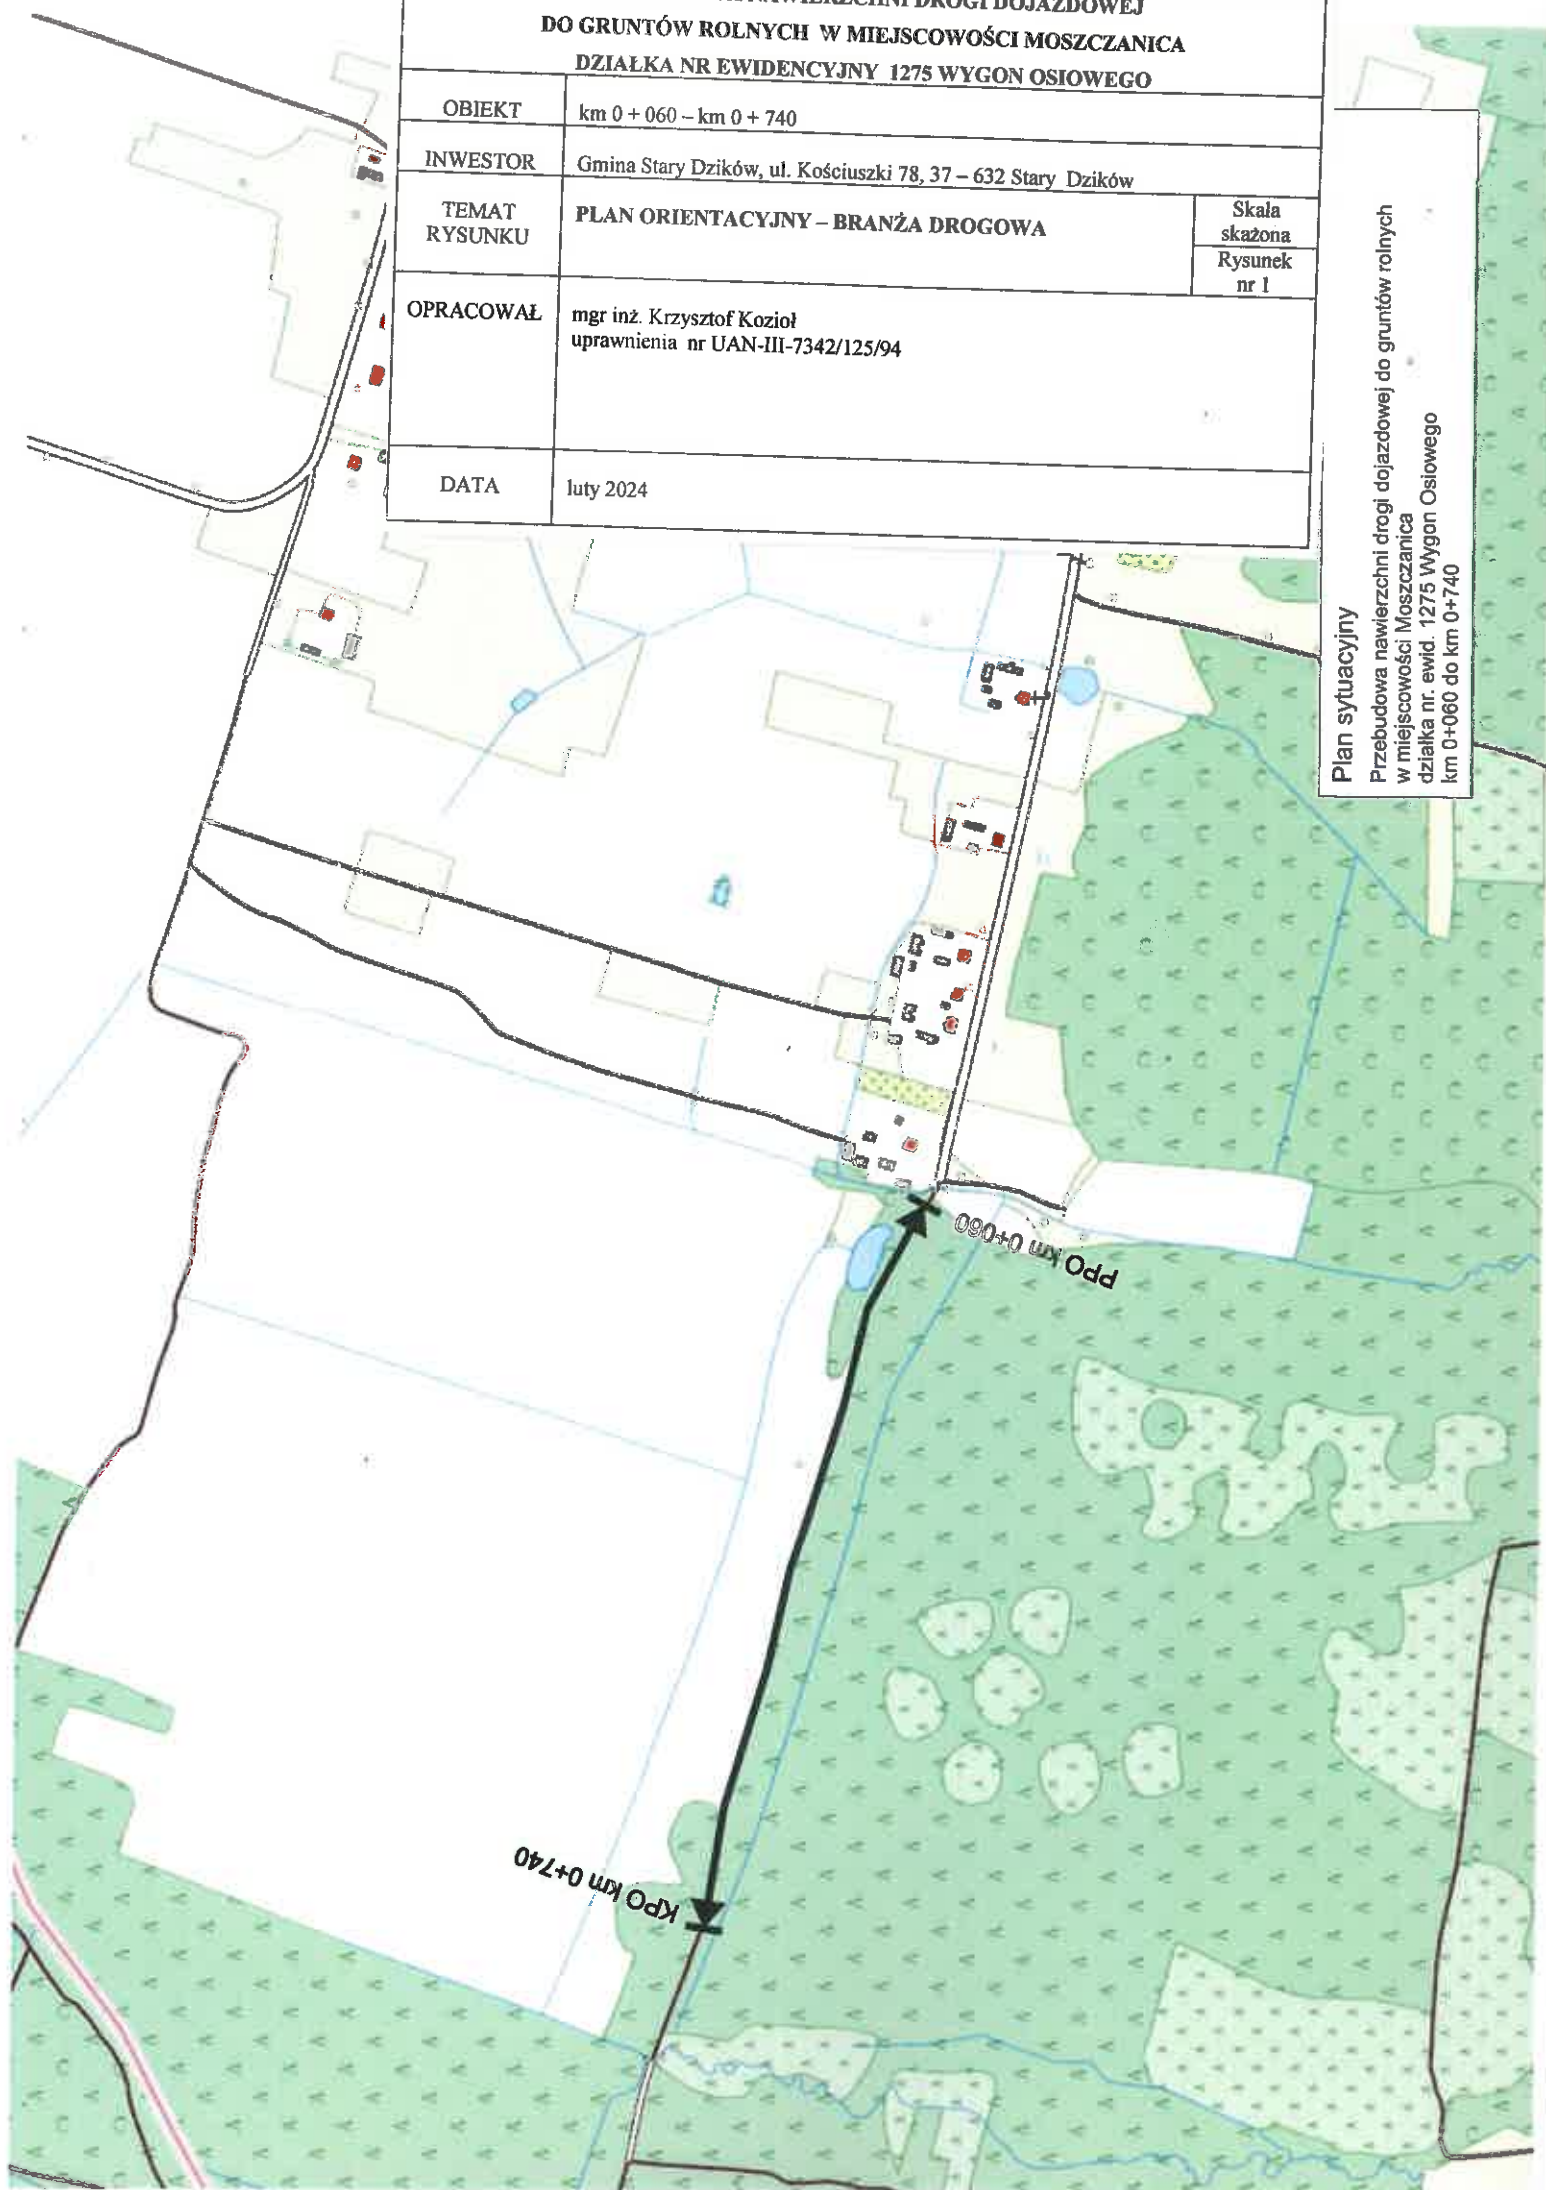 NAWIERZCHNI DROGI DOJAZDOWEJ
DO GRUNTÓW ROLNYCH W MIEJSCOWOŚCI MOSZCZANICA
DZIAŁKA NR EWIDENCYJNY 1275 WYGON OSIOWEGO
OBIEKT
km 0 + 060 – km 0 + 740
INWESTOR
Gmina Stary Dzików, ul. Kościuszki 78, 37 – 632 Stary Dzików
TEMAT
RYSUNKU
PLAN ORIENTACYJNY – BRANŻA DROGOWA
Skala
skażona
Rysunek
nr 1
OPRACOWAŁ
mgr inż. Krzysztof Kozioł
uprawnienia nr UAN-III-7342/125/94
DATA
luty 2024
Plan sytuacyjny
Przebudowa nawierzchni drogi dojazdowej do gruntów rolnych
w miejscowości Moszczanica
działka nr. ewid. 1275 Wygon Osiowego
km 0+060 do km 0+740
PPO km 0+060
KPO km 0+740